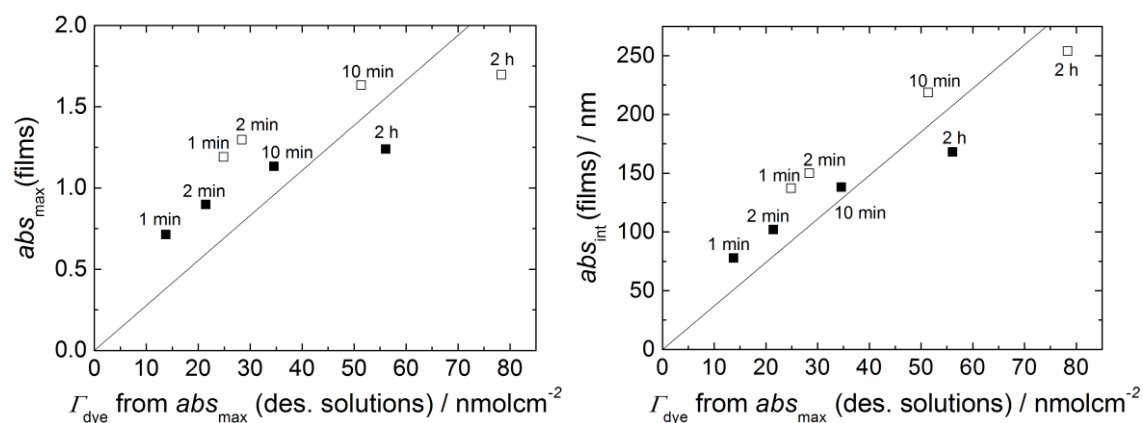 2.0
1.5
1.0
0.5
0.0
abs_max(films)
2 h
10 min
2 min
1 min
10 min
2 h
2 min
1 min
0 10 20 30 40 50 60 70 80
Γ_dye from abs_max (des. solutions) / nmolcm⁻²
250
200
150
100
50
0
abs_int (films) / nm
10 min
2 h
2 min
1 min
2 h
10 min
2 min
1 min
0 10 20 30 40 50 60 70 80
Γ_dye from abs_max (des. solutions) / nmolcm⁻²